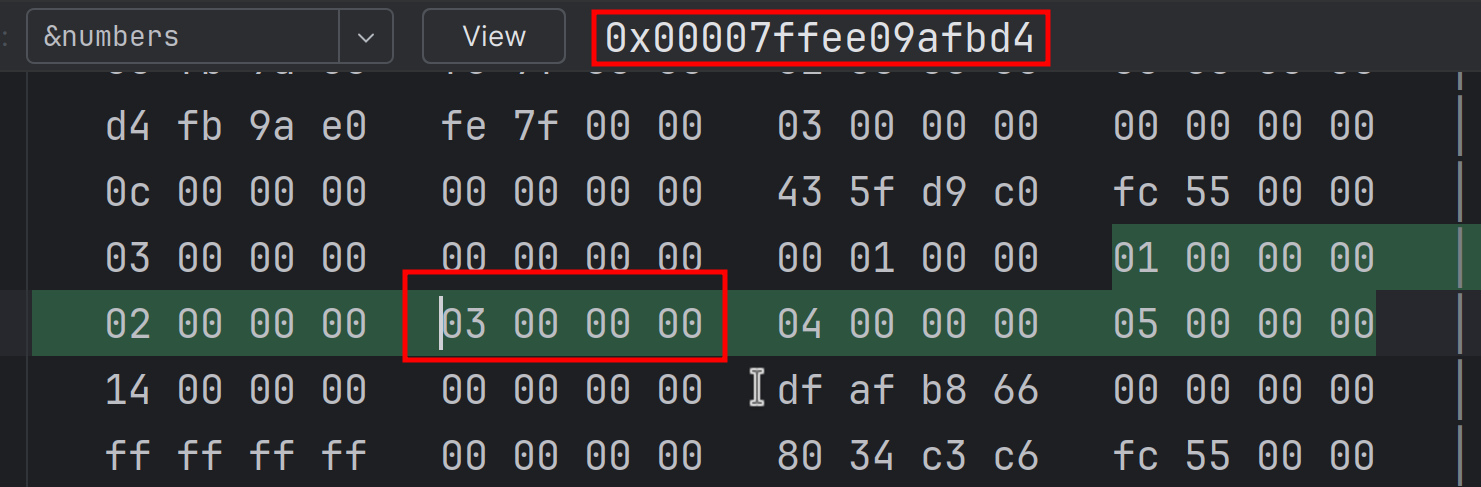 : &numbers View 0x00007ffee09afbd4
d4 fb 9a e0 fe 7f 00 00 03 00 00 00 00 00 00 00
0c 00 00 00 00 00 00 00 43 5f d9 c0 fc 55 00 00
03 00 00 00 00 00 00 00 00 01 00 00 01 00 00 00
02 00 00 00 03 00 00 00 04 00 00 00 05 00 00 00
14 00 00 00 00 00 00 00 df af b8 66 00 00 00 00
ff ff ff ff 00 00 00 00 80 34 c3 c6 fc 55 00 00